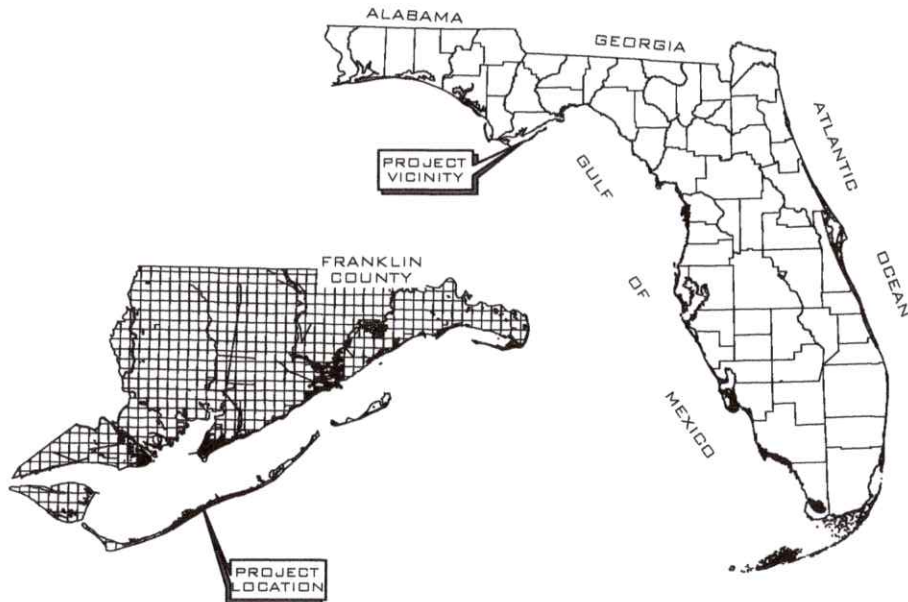 ALABAMA
GEORGIA
PROJECT
VICINITY
GULF
OF
MEXICO
ATLANTIC
OCEAN
FRANKLIN
COUNTY
PROJECT
LOCATION